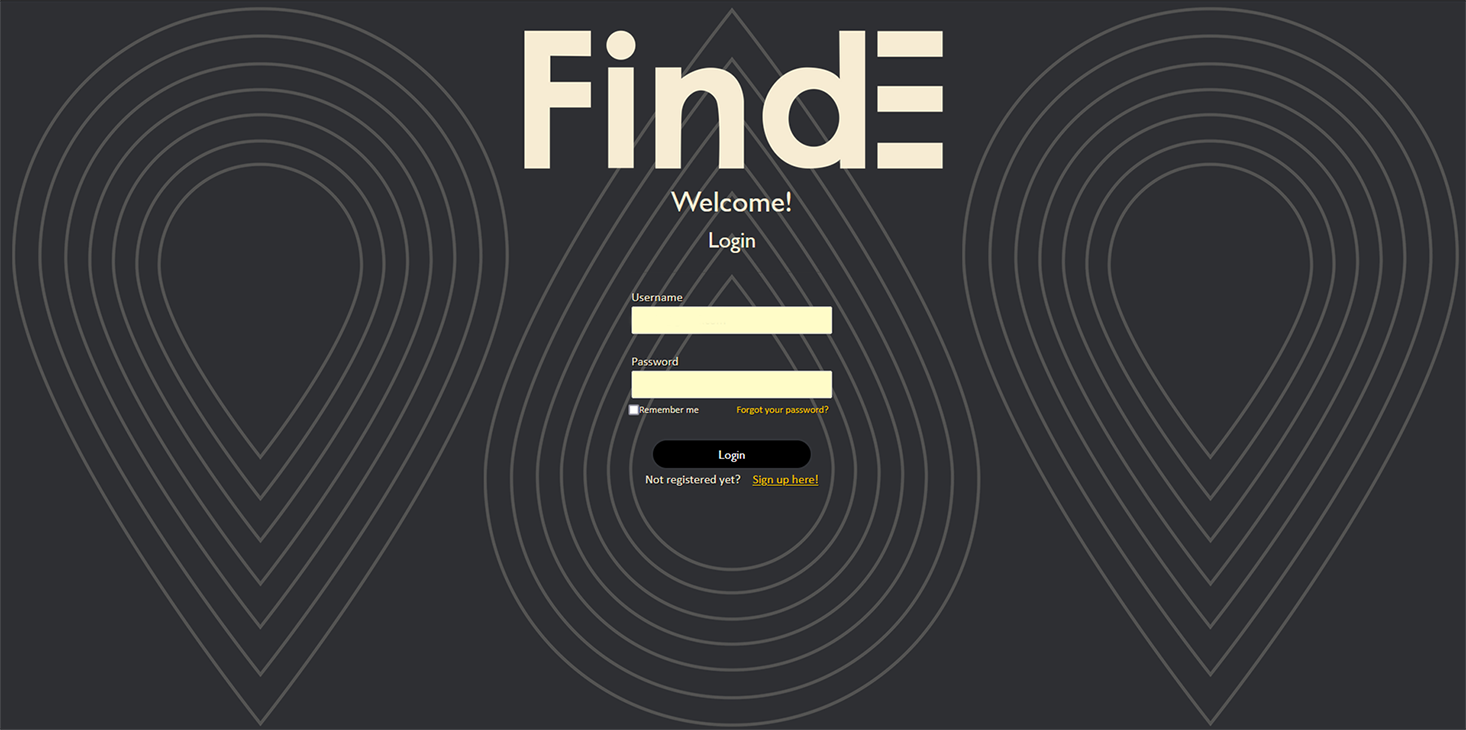 FindE
Welcome!
Login
Username
Password
Remember me Forgot your password?
Login
Not registered yet? Sign up here!